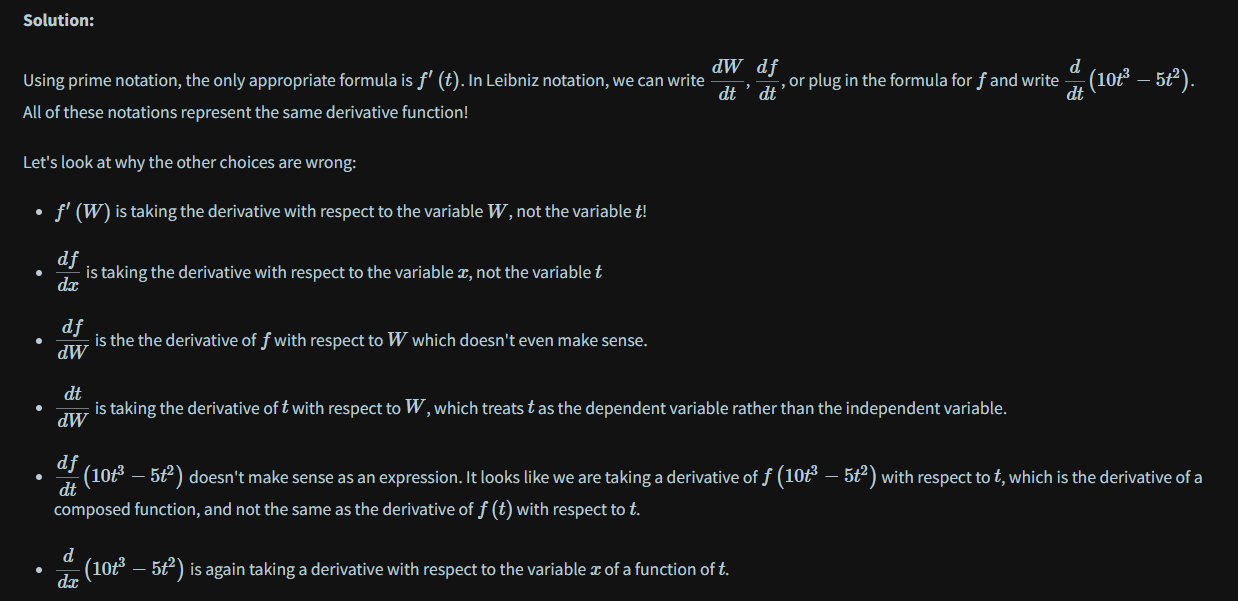 Solution:
Using prime notation, the only appropriate formula is f′ (t). In Leibniz notation, we can write dW/dt, df/dt, or plug in the formula for f and write d/dt (10t³ − 5t²).
All of these notations represent the same derivative function!
Let's look at why the other choices are wrong:
• f′ (W) is taking the derivative with respect to the variable W, not the variable t!
• df/dx is taking the derivative with respect to the variable x, not the variable t
• df/dW is the the derivative of f with respect to W which doesn't even make sense.
• dt/dW is taking the derivative of t with respect to W, which treats t as the dependent variable rather than the independent variable.
• df/dt (10t³ − 5t²) doesn't make sense as an expression. It looks like we are taking a derivative of f (10t³ − 5t²) with respect to t, which is the derivative of a
composed function, and not the same as the derivative of f (t) with respect to t.
• d/dx (10t³ − 5t²) is again taking a derivative with respect to the variable x of a function of t.